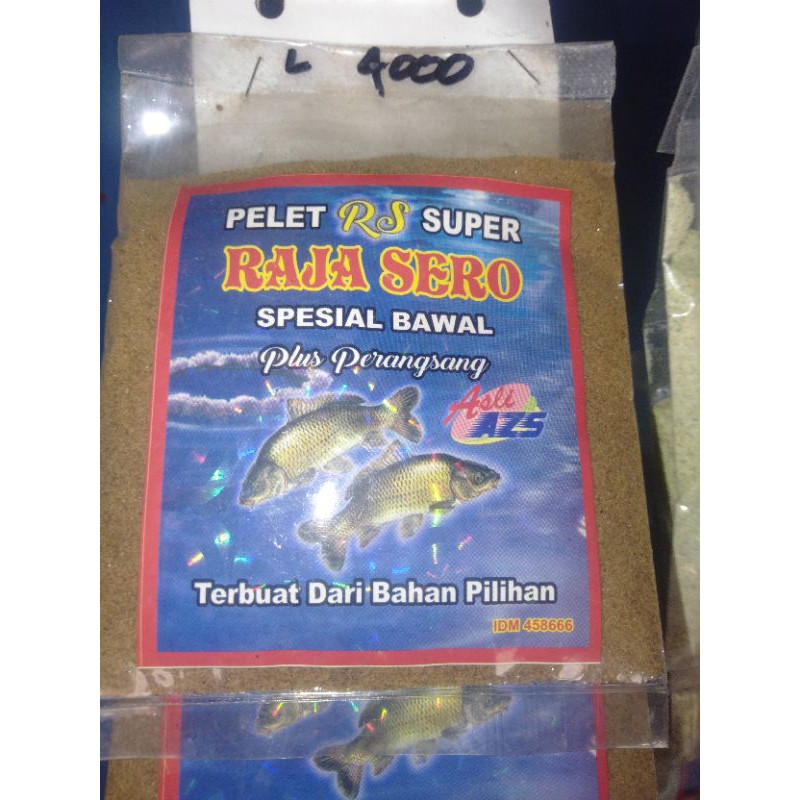 L 4000
PELET RS SUPER
RAJA SERO
SPESIAL BAWAL
Plus Perangsang
Asli
AZS
Terbuat Dari Bahan Pilihan
IDM 458666